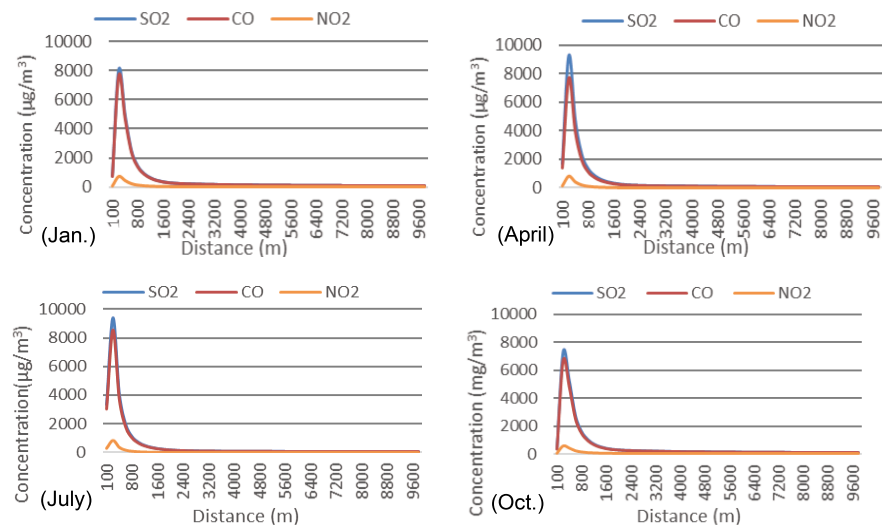 SO2 CO NO2
Concentration (µg/m³)
10000
8000
6000
4000
2000
0
100 800 1600 2400 3200 4000 4800 5600 6400 7200 8000 8800 9600
(Jan.)
Distance (m)
SO2 CO NO2
Concentration (µg/m³)
10000
8000
6000
4000
2000
0
100 800 1600 2400 3200 4000 4800 5600 6400 7200 8000 8800 9600
(April)
Distance (m)
SO2 CO NO2
Concentration(µg/m³)
10000
8000
6000
4000
2000
0
100 800 1600 2400 3200 4000 4800 5600 6400 7200 8000 8800 9600
(July)
Distance (m)
SO2 CO NO2
Concentration (mg/m³)
10000
8000
6000
4000
2000
0
100 800 1600 2400 3200 4000 4800 5600 6400 7200 8000 8800 9600
(Oct.)
Distance (m)